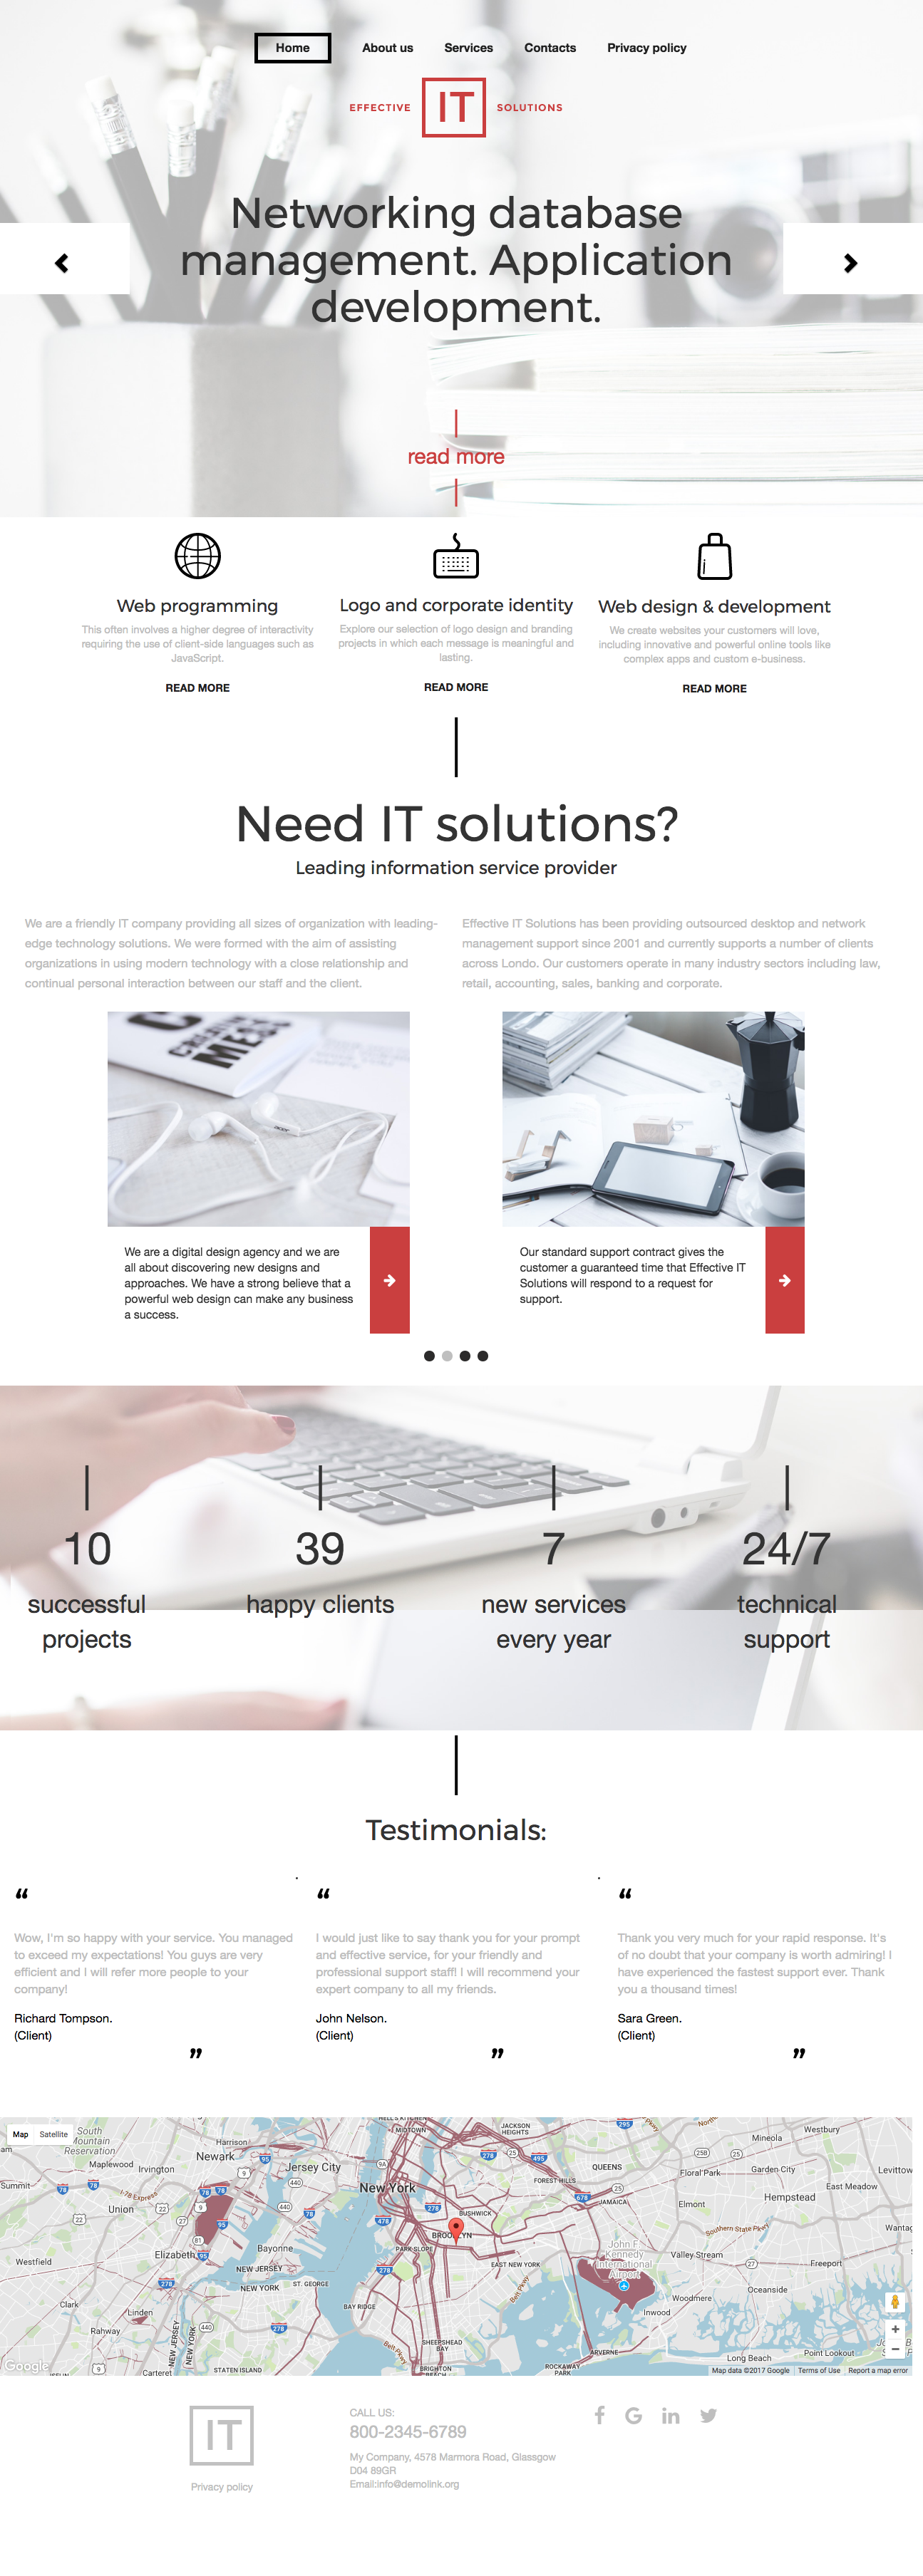 Home About us Services Contacts Privacy policy
EFFECTIVE IT SOLUTIONS
Networking database
management. Application
development.
read more
Web programming
This often involves a higher degree of interactivity
requiring the use of client-side languages such as
JavaScript.
READ MORE
Logo and corporate identity
Explore our selection of logo design and branding
projects in which each message is meaningful and
lasting.
READ MORE
Web design & development
We create websites your customers will love,
including innovative and powerful online tools like
complex apps and custom e-business.
READ MORE
Need IT solutions?
Leading information service provider
We are a friendly IT company providing all sizes of organization with leading-
edge technology solutions. We were formed with the aim of assisting
organizations in using modern technology with a close relationship and
continual personal interaction between our staff and the client.
Effective IT Solutions has been providing outsourced desktop and network
management support since 2001 and currently supports a number of clients
across Londo. Our customers operate in many industry sectors including law,
retail, accounting, sales, banking and corporate.
We are a digital design agency and we are
all about discovering new designs and
approaches. We have a strong believe that a
powerful web design can make any business
a success.
Our standard support contract gives the
customer a guaranteed time that Effective IT
Solutions will respond to a request for
support.
10
successful
projects
39
happy clients
7
new services
every year
24/7
technical
support
Testimonials:
“
Wow, I'm so happy with your service. You managed
to exceed my expectations! You guys are very
efficient and I will refer more people to your
company!
Richard Tompson.
(Client)
”
“
I would just like to say thank you for your prompt
and effective service, for your friendly and
professional support staff! I will recommend your
expert company to all my friends.
John Nelson.
(Client)
”
“
Thank you very much for your rapid response. It's
of no doubt that your company is worth admiring! I
have experienced the fastest support ever. Thank
you a thousand times!
Sara Green.
(Client)
”
Map Satellite
South
Mountain
Reservation
Maplewood
Irvington
Harrison
Newark
Jersey City
MIDTOWN
JACKSON
HEIGHTS
QUEENS
FOREST HILLS
JAMAICA
Floral Park
Mineola
Westbury
Garden City
Levittow
East Meadow
Hempstead
Elmont
Summit
I-78 Express
Union
New York
BUSHWICK
BROOKLYN
PARK SLOPE
EAST NEW YORK
Elizabeth
Bayonne
NEW JERSEY
NEW YORK
ST. GEORGE
BAY RIDGE
Belt Pkwy
John F.
Kennedy
International
Airport
Southern State Pkwy
Valley Stream
Wantag
Freeport
Oceanside
Woodmere
Inwood
Westfield
Clark
Linden
Rahway
Carteret
NEW JERSEY
NEW YORK
STATEN ISLAND
SHEEPSHEAD
BAY
BRIGHTON
BEACH
ROCKAWAY
PARK
ARVERNE
Long Beach
Point Lookout
Google
Map data ©2017 Google Terms of Use Report a map error
IT
Privacy policy
CALL US:
800-2345-6789
My Company, 4578 Marmora Road, Glassgow
D04 89GR
Email:info@demolink.org